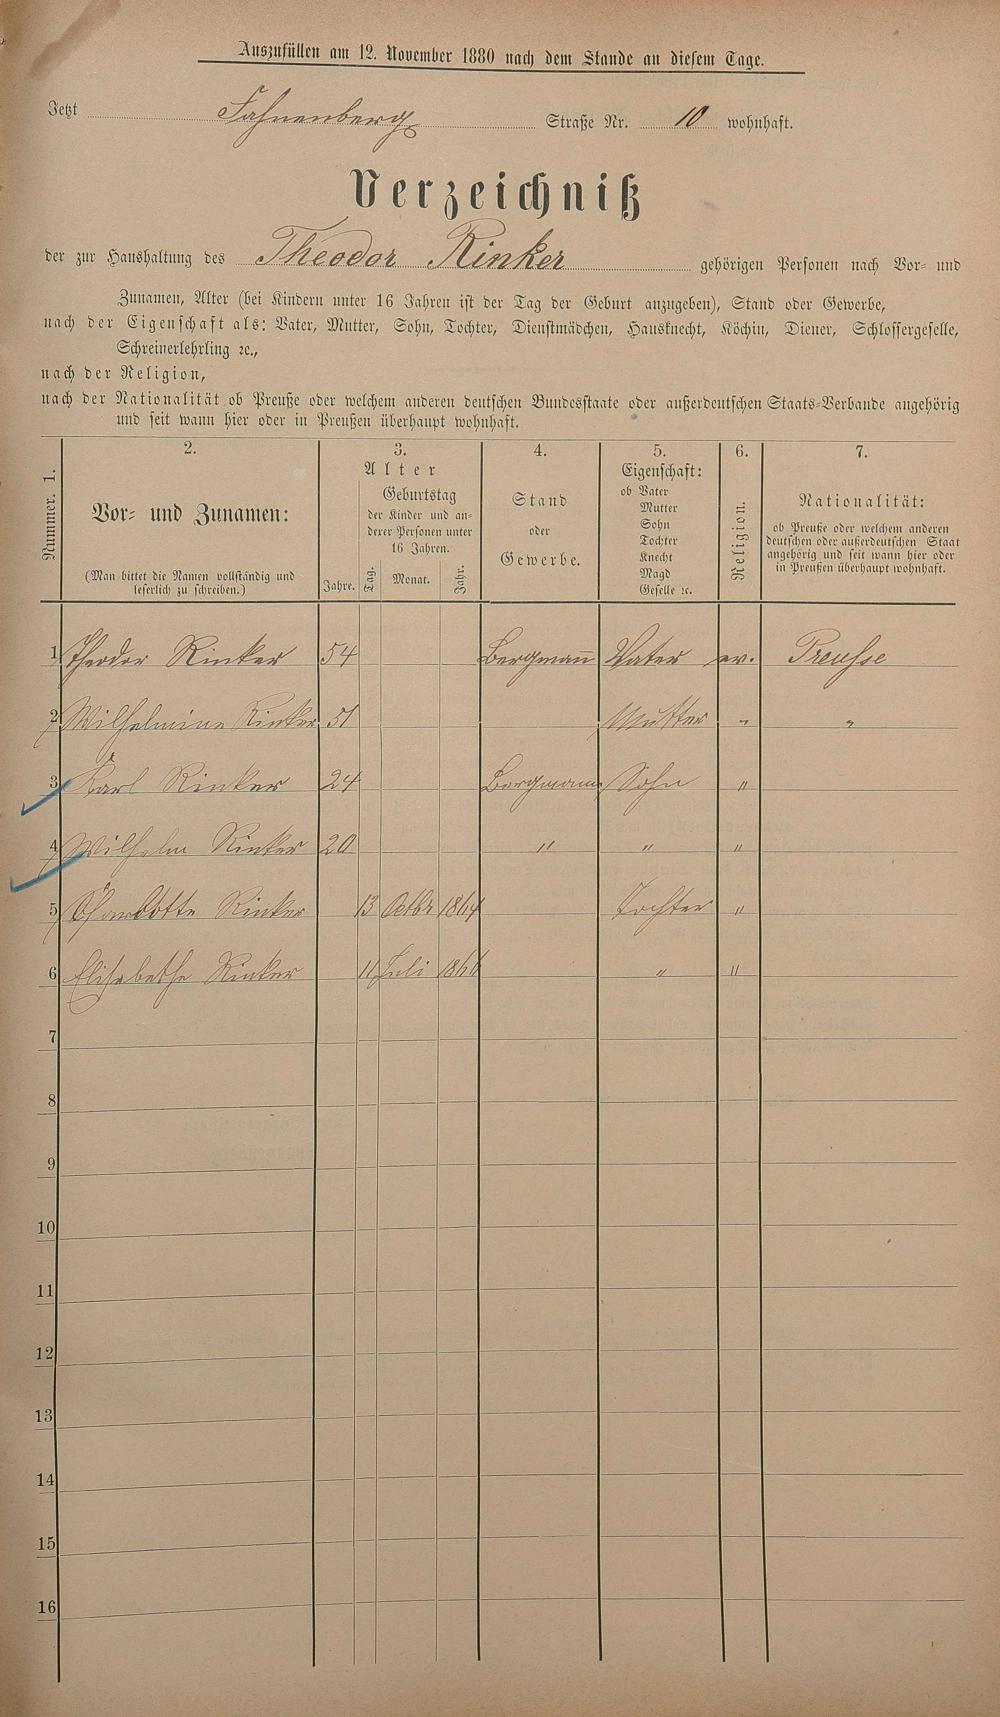 Auszufüllen am 12. November 1880 nach dem Stande an diesem Tage.
Jetzt Fahnenberg Straße Nr. 10 wohnhaft.
Verzeichniß
der zur Haushaltung des Theodor Rinker gehörigen Personen nach Vor- und
Zunamen, Alter (bei Kindern unter 16 Jahren ist der Tag der Geburt anzugeben), Stand oder Gewerbe,
nach der Eigenschaft als: Vater, Mutter, Sohn, Tochter, Dienstmädchen, Hausknecht, Köchin, Diener, Schlossergeselle,
Schreinerlehrling ꝛc.,
nach der Religion,
nach der Nationalität ob Preuße oder welchem anderen deutschen Bundesstaate oder außerdeutschen Staats-Verbande angehörig
und seit wann hier oder in Preußen überhaupt wohnhaft.
Nummer. 1.
2.
Vor- und Zunamen:
(Man bittet die Namen vollständig und
leserlich zu schreiben.)
3.
Alter
Jahre.
Geburtstag
der Kinder und an-
derer Personen unter
16 Jahren.
Tag. Monat. Jahr.
4.
Stand
oder
Gewerbe.
5.
Eigenschaft:
ob Vater
Mutter
Sohn
Tochter
Knecht
Magd
Geselle ꝛc.
6.
Religion.
7.
Nationalität:
ob Preuße oder welchem anderen
deutschen oder außerdeutschen Staat
angehörig und seit wann hier oder
in Preußen überhaupt wohnhaft.
1 Theodor Rinker 54 Bergmann Vater ev. Preusse
2 Wilhelmine Rinker 51 Mutter " "
3 Karl Rinker 24 Bergmann Sohn "
4 Wilhelm Rinker 20 " " "
5 Charlotte Rinker 13 Octbr 1864 Tochter "
6 Elisabethe Rinker 11 Juli 1866 " "
7
8
9
10
11
12
13
14
15
16